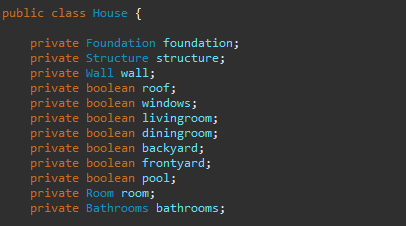 public class House {
private Foundation foundation;
private Structure structure;
private Wall wall;
private boolean roof;
private boolean windows;
private boolean livingroom;
private boolean diningroom;
private boolean backyard;
private boolean frontyard;
private boolean pool;
private Room room;
private Bathrooms bathrooms;